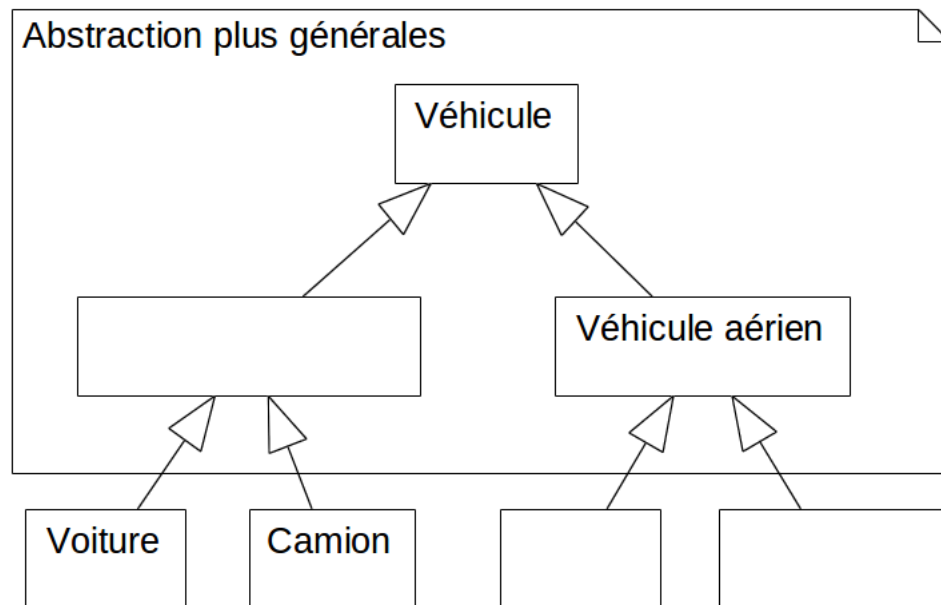 Abstraction plus générales
Véhicule
Véhicule aérien
Voiture
Camion